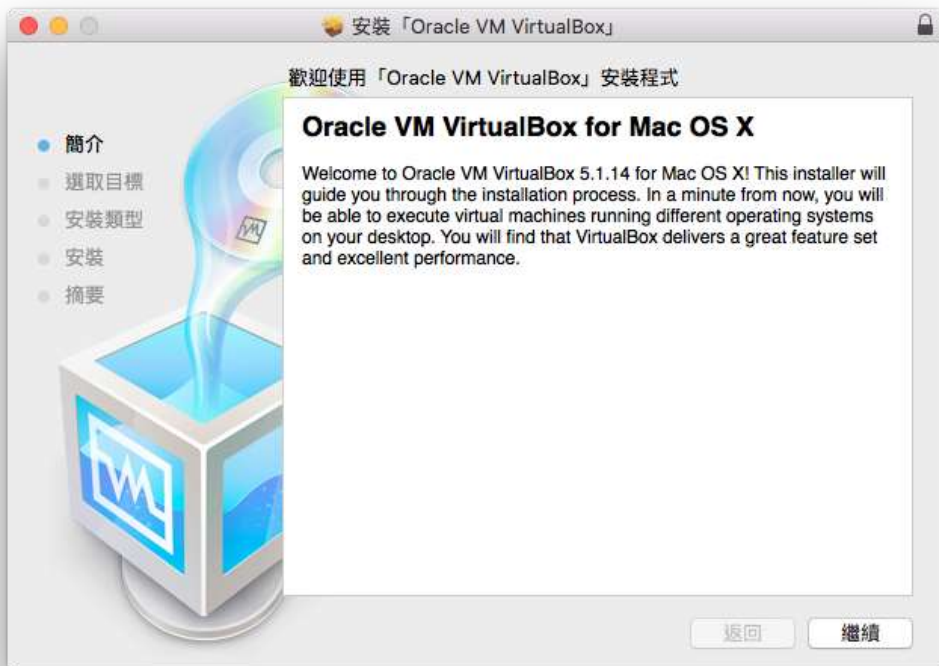 安裝「Oracle VM VirtualBox」
歡迎使用「Oracle VM VirtualBox」安裝程式
簡介
選取目標
安裝類型
安裝
摘要
Oracle VM VirtualBox for Mac OS X
Welcome to Oracle VM VirtualBox 5.1.14 for Mac OS X! This installer will
guide you through the installation process. In a minute from now, you will
be able to execute virtual machines running different operating systems
on your desktop. You will find that VirtualBox delivers a great feature set
and excellent performance.
返回
繼續